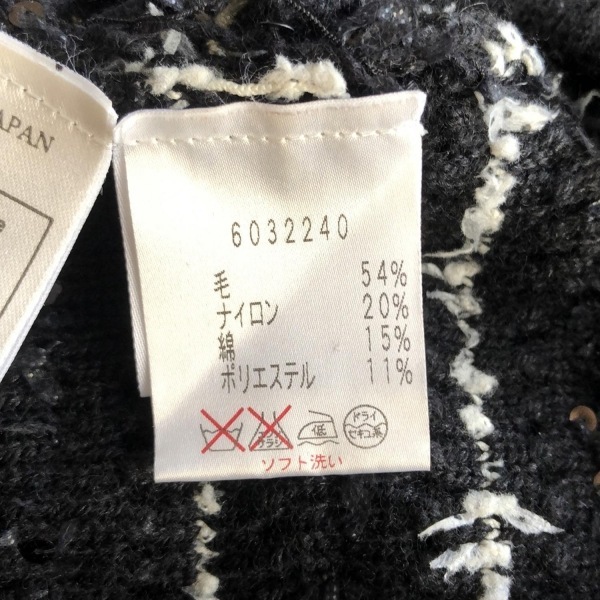 APAN
e
6032240
毛 54%
ナイロン 20%
綿 15%
ポリエステル 11%
低
ドライ
セキユ系
ソフト洗い